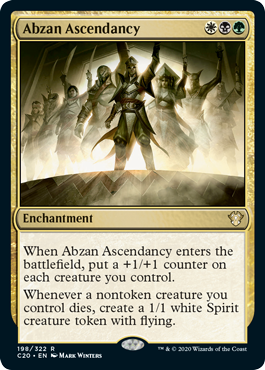 Abzan Ascendancy
Enchantment
When Abzan Ascendancy enters the
battlefield, put a +1/+1 counter on
each creature you control.
Whenever a nontoken creature you
control dies, create a 1/1 white Spirit
creature token with flying.
198/322 R
C20 • EN MARK WINTERS
™ & © 2020 Wizards of the Coast